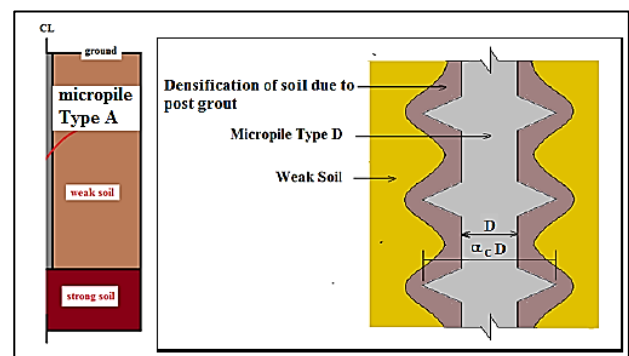 CL
ground
micropile
Type A
weak soil
strong soil
Densification of soil due to
post grout
Micropile Type D
Weak Soil
D
α_C D